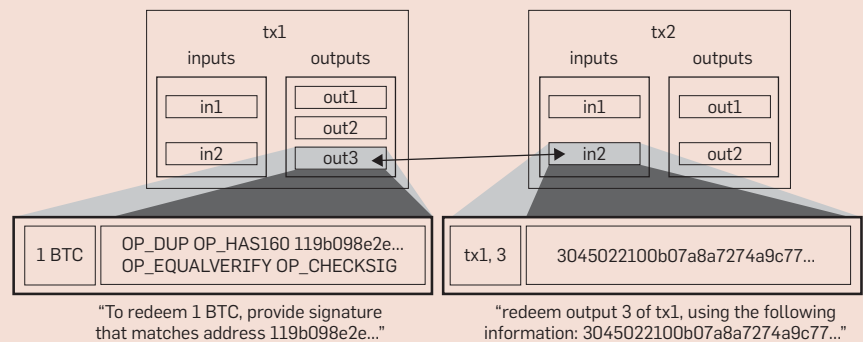 tx1
inputs
outputs
in1
in2
out1
out2
out3
tx2
inputs
outputs
in1
in2
out1
out2
1 BTC
OP_DUP OP_HAS160 119b098e2e...
OP_EQUALVERIFY OP_CHECKSIG
tx1, 3
3045022100b07a8a7274a9c77...
“To redeem 1 BTC, provide signature
that matches address 119b098e2e...”
“redeem output 3 of tx1, using the following
information: 3045022100b07a8a7274a9c77...”